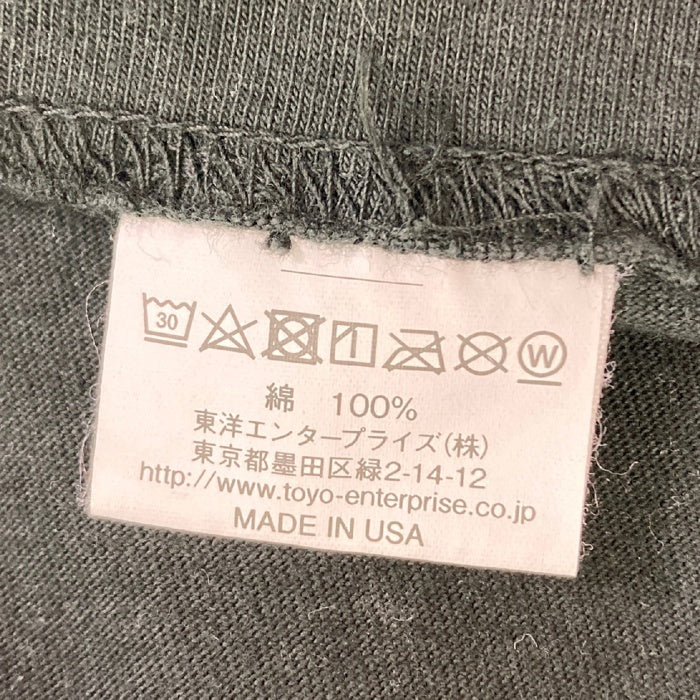 30 W
綿 100%
東洋エンタープライズ(株)
東京都墨田区緑2-14-12
http://www.toyo-enterprise.co.jp
MADE IN USA